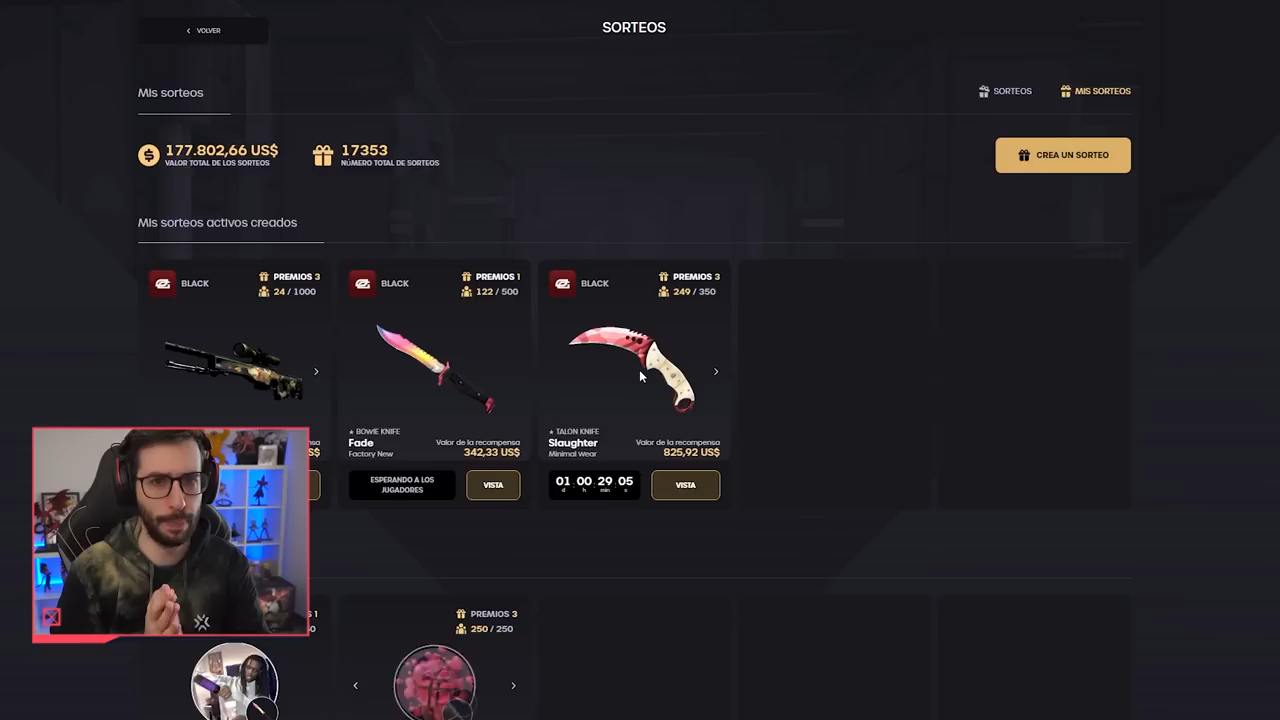 VOLVER
SORTEOS
Mis sorteos
SORTEOS
MIS SORTEOS
177.802,66 US$
VALOR TOTAL DE LOS SORTEOS
17353
NÚMERO TOTAL DE SORTEOS
CREA UN SORTEO
Mis sorteos activos creados
BLACK
PREMIOS 3
24 / 1000
BLACK
PREMIOS 1
122 / 500
★ BOWIE KNIFE
Fade
Factory New
Valor de la recompensa
342,33 US$
ESPERANDO A LOS
JUGADORES
VISTA
BLACK
PREMIOS 3
249 / 350
★ TALON KNIFE
Slaughter
Minimal Wear
Valor de la recompensa
825,92 US$
01 : 00 : 29 : 05
d h min s
VISTA
PREMIOS 3
250 / 250